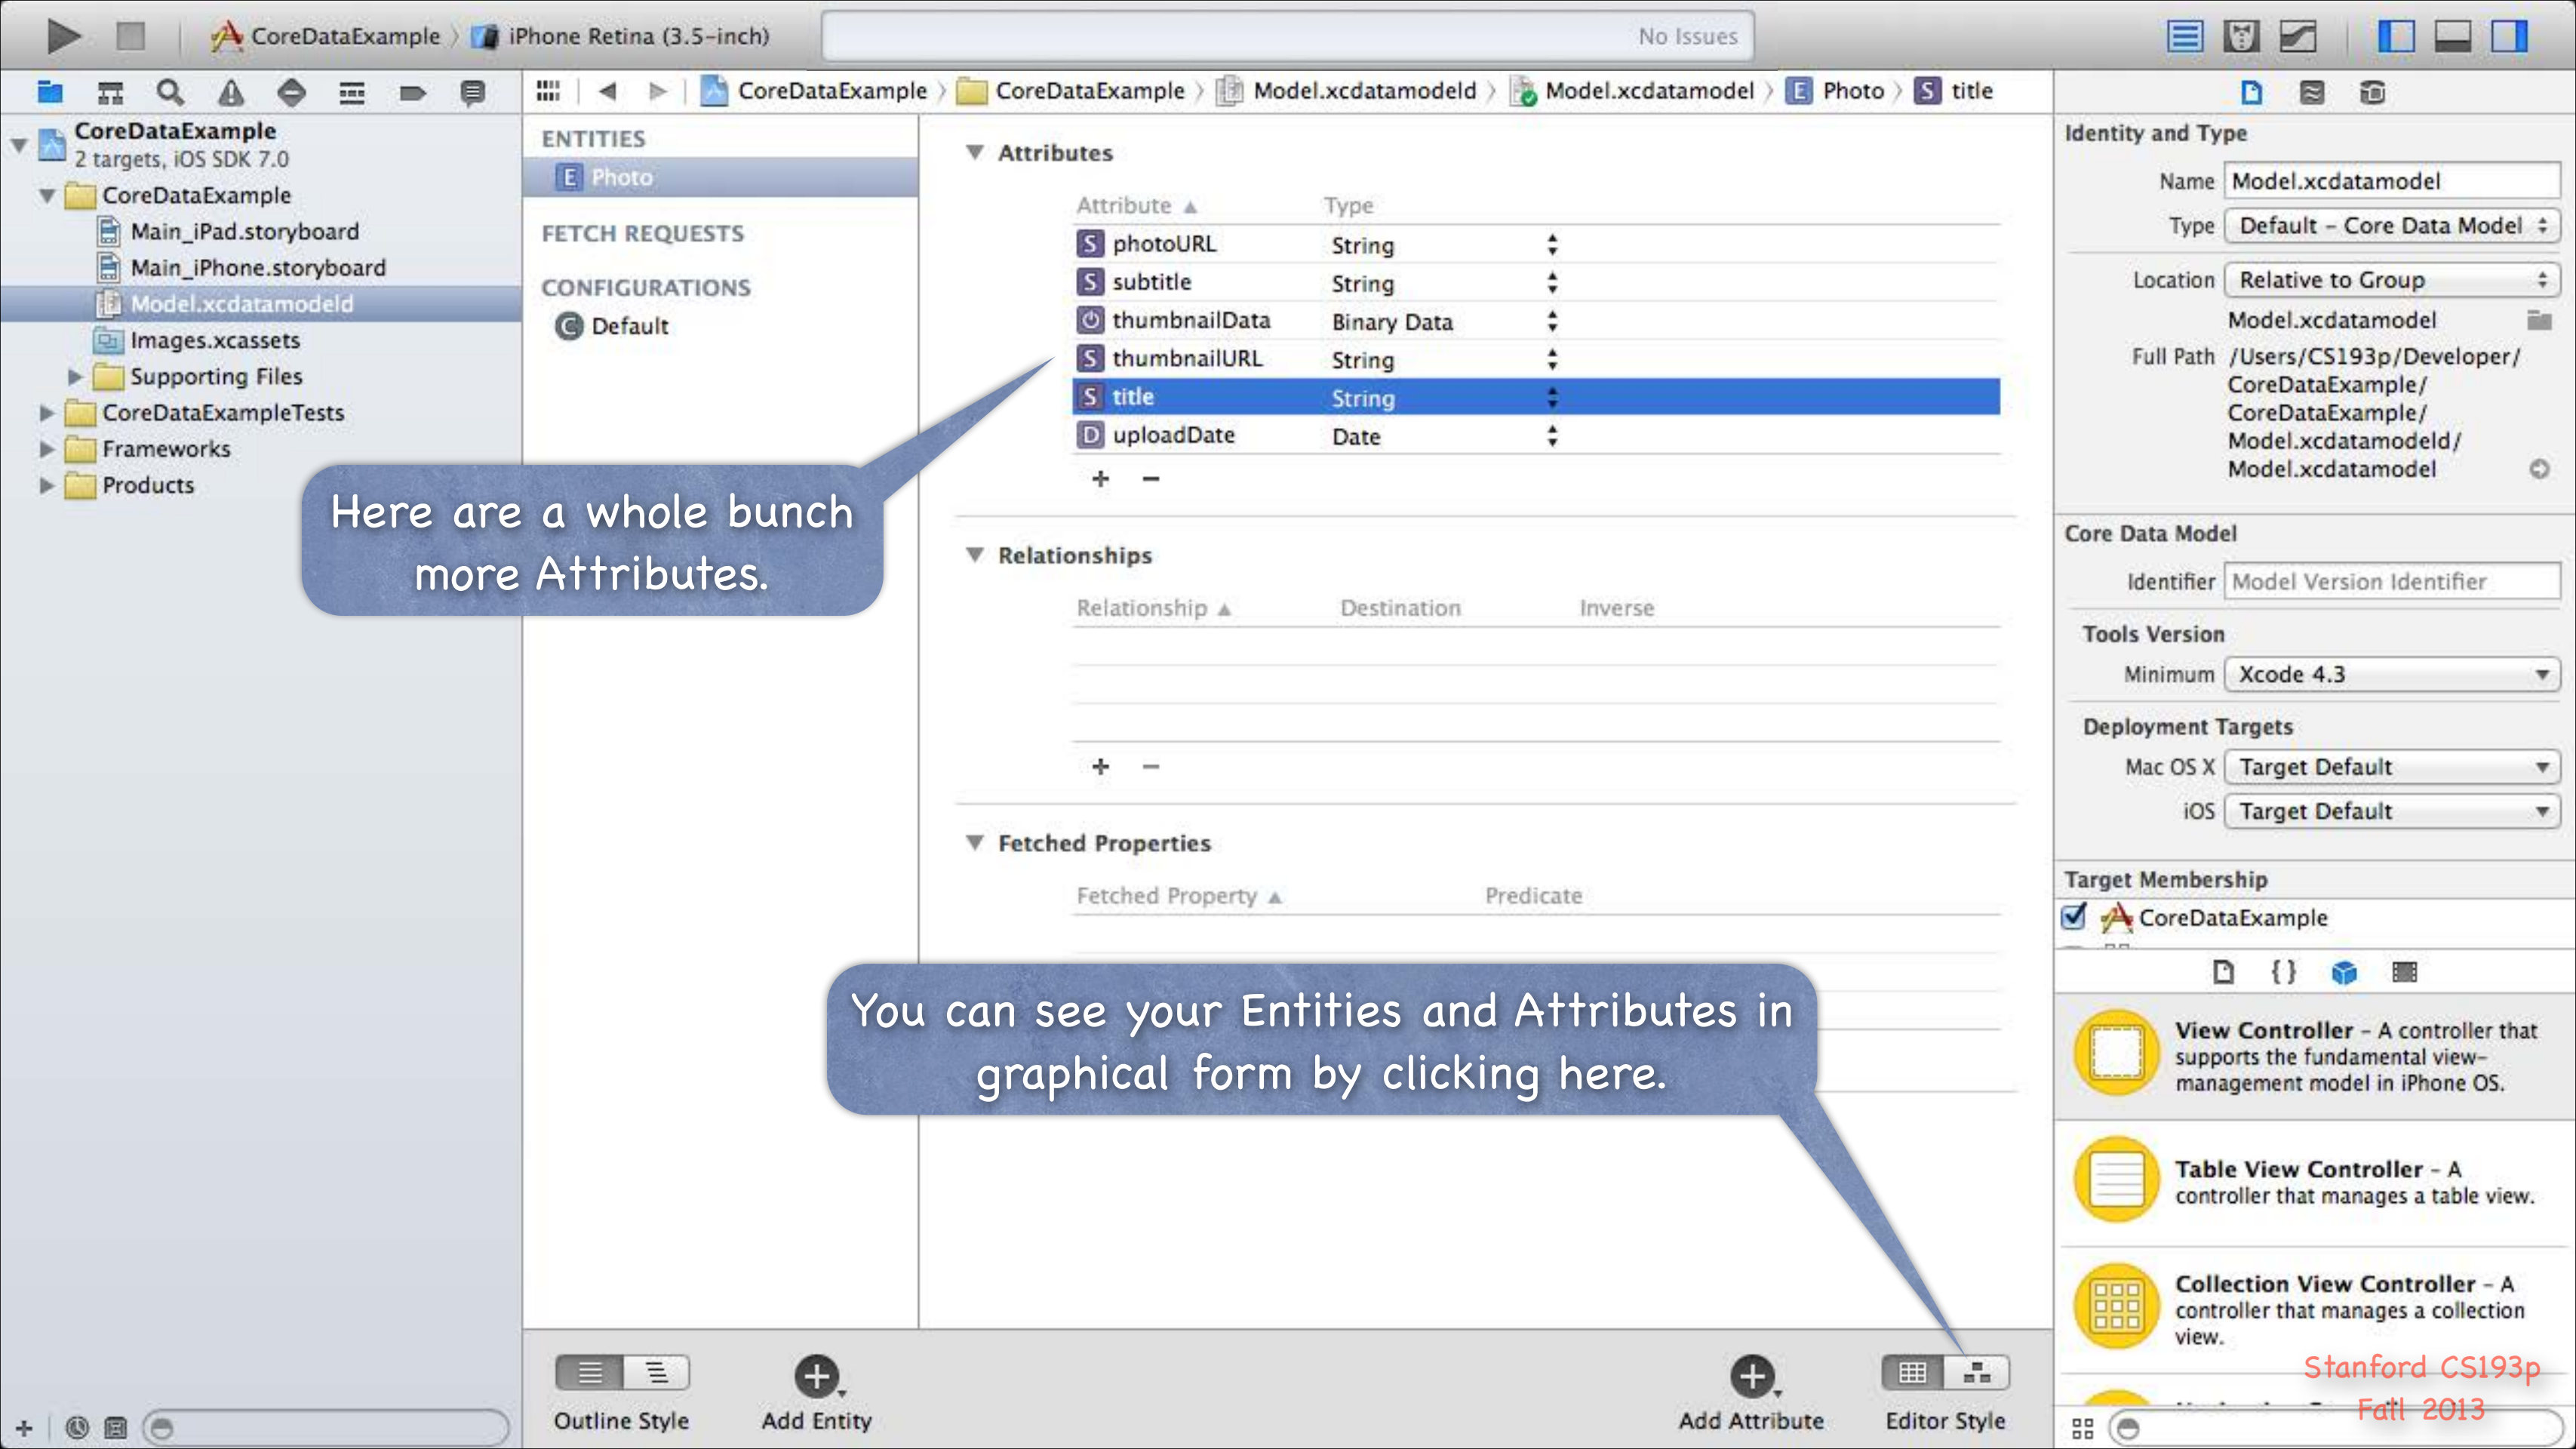 CoreDataExample 〉 iPhone Retina (3.5-inch)
No Issues
CoreDataExample 〉 CoreDataExample 〉 Model.xcdatamodeld 〉 Model.xcdatamodel 〉 E Photo 〉 S title
CoreDataExample
2 targets, iOS SDK 7.0
CoreDataExample
Main_iPad.storyboard
Main_iPhone.storyboard
Model.xcdatamodeld
Images.xcassets
Supporting Files
CoreDataExampleTests
Frameworks
Products
ENTITIES
E Photo
FETCH REQUESTS
CONFIGURATIONS
C Default
Attributes
Attribute Type
S photoURL String
S subtitle String
thumbnailData Binary Data
S thumbnailURL String
S title String
D uploadDate Date
+ −
Here are a whole bunch
more Attributes.
Relationships
Relationship Destination Inverse
+ −
Fetched Properties
Fetched Property Predicate
You can see your Entities and Attributes in
graphical form by clicking here.
Outline Style
Add Entity
Add Attribute
Editor Style
Identity and Type
Name Model.xcdatamodel
Type Default - Core Data Model
Location Relative to Group
Model.xcdatamodel
Full Path /Users/CS193p/Developer/
CoreDataExample/
CoreDataExample/
Model.xcdatamodeld/
Model.xcdatamodel
Core Data Model
Identifier Model Version Identifier
Tools Version
Minimum Xcode 4.3
Deployment Targets
Mac OS X Target Default
iOS Target Default
Target Membership
CoreDataExample
{}
View Controller - A controller that
supports the fundamental view-
management model in iPhone OS.
Table View Controller - A
controller that manages a table view.
Collection View Controller - A
controller that manages a collection
view.
Stanford CS193p
Fall 2013